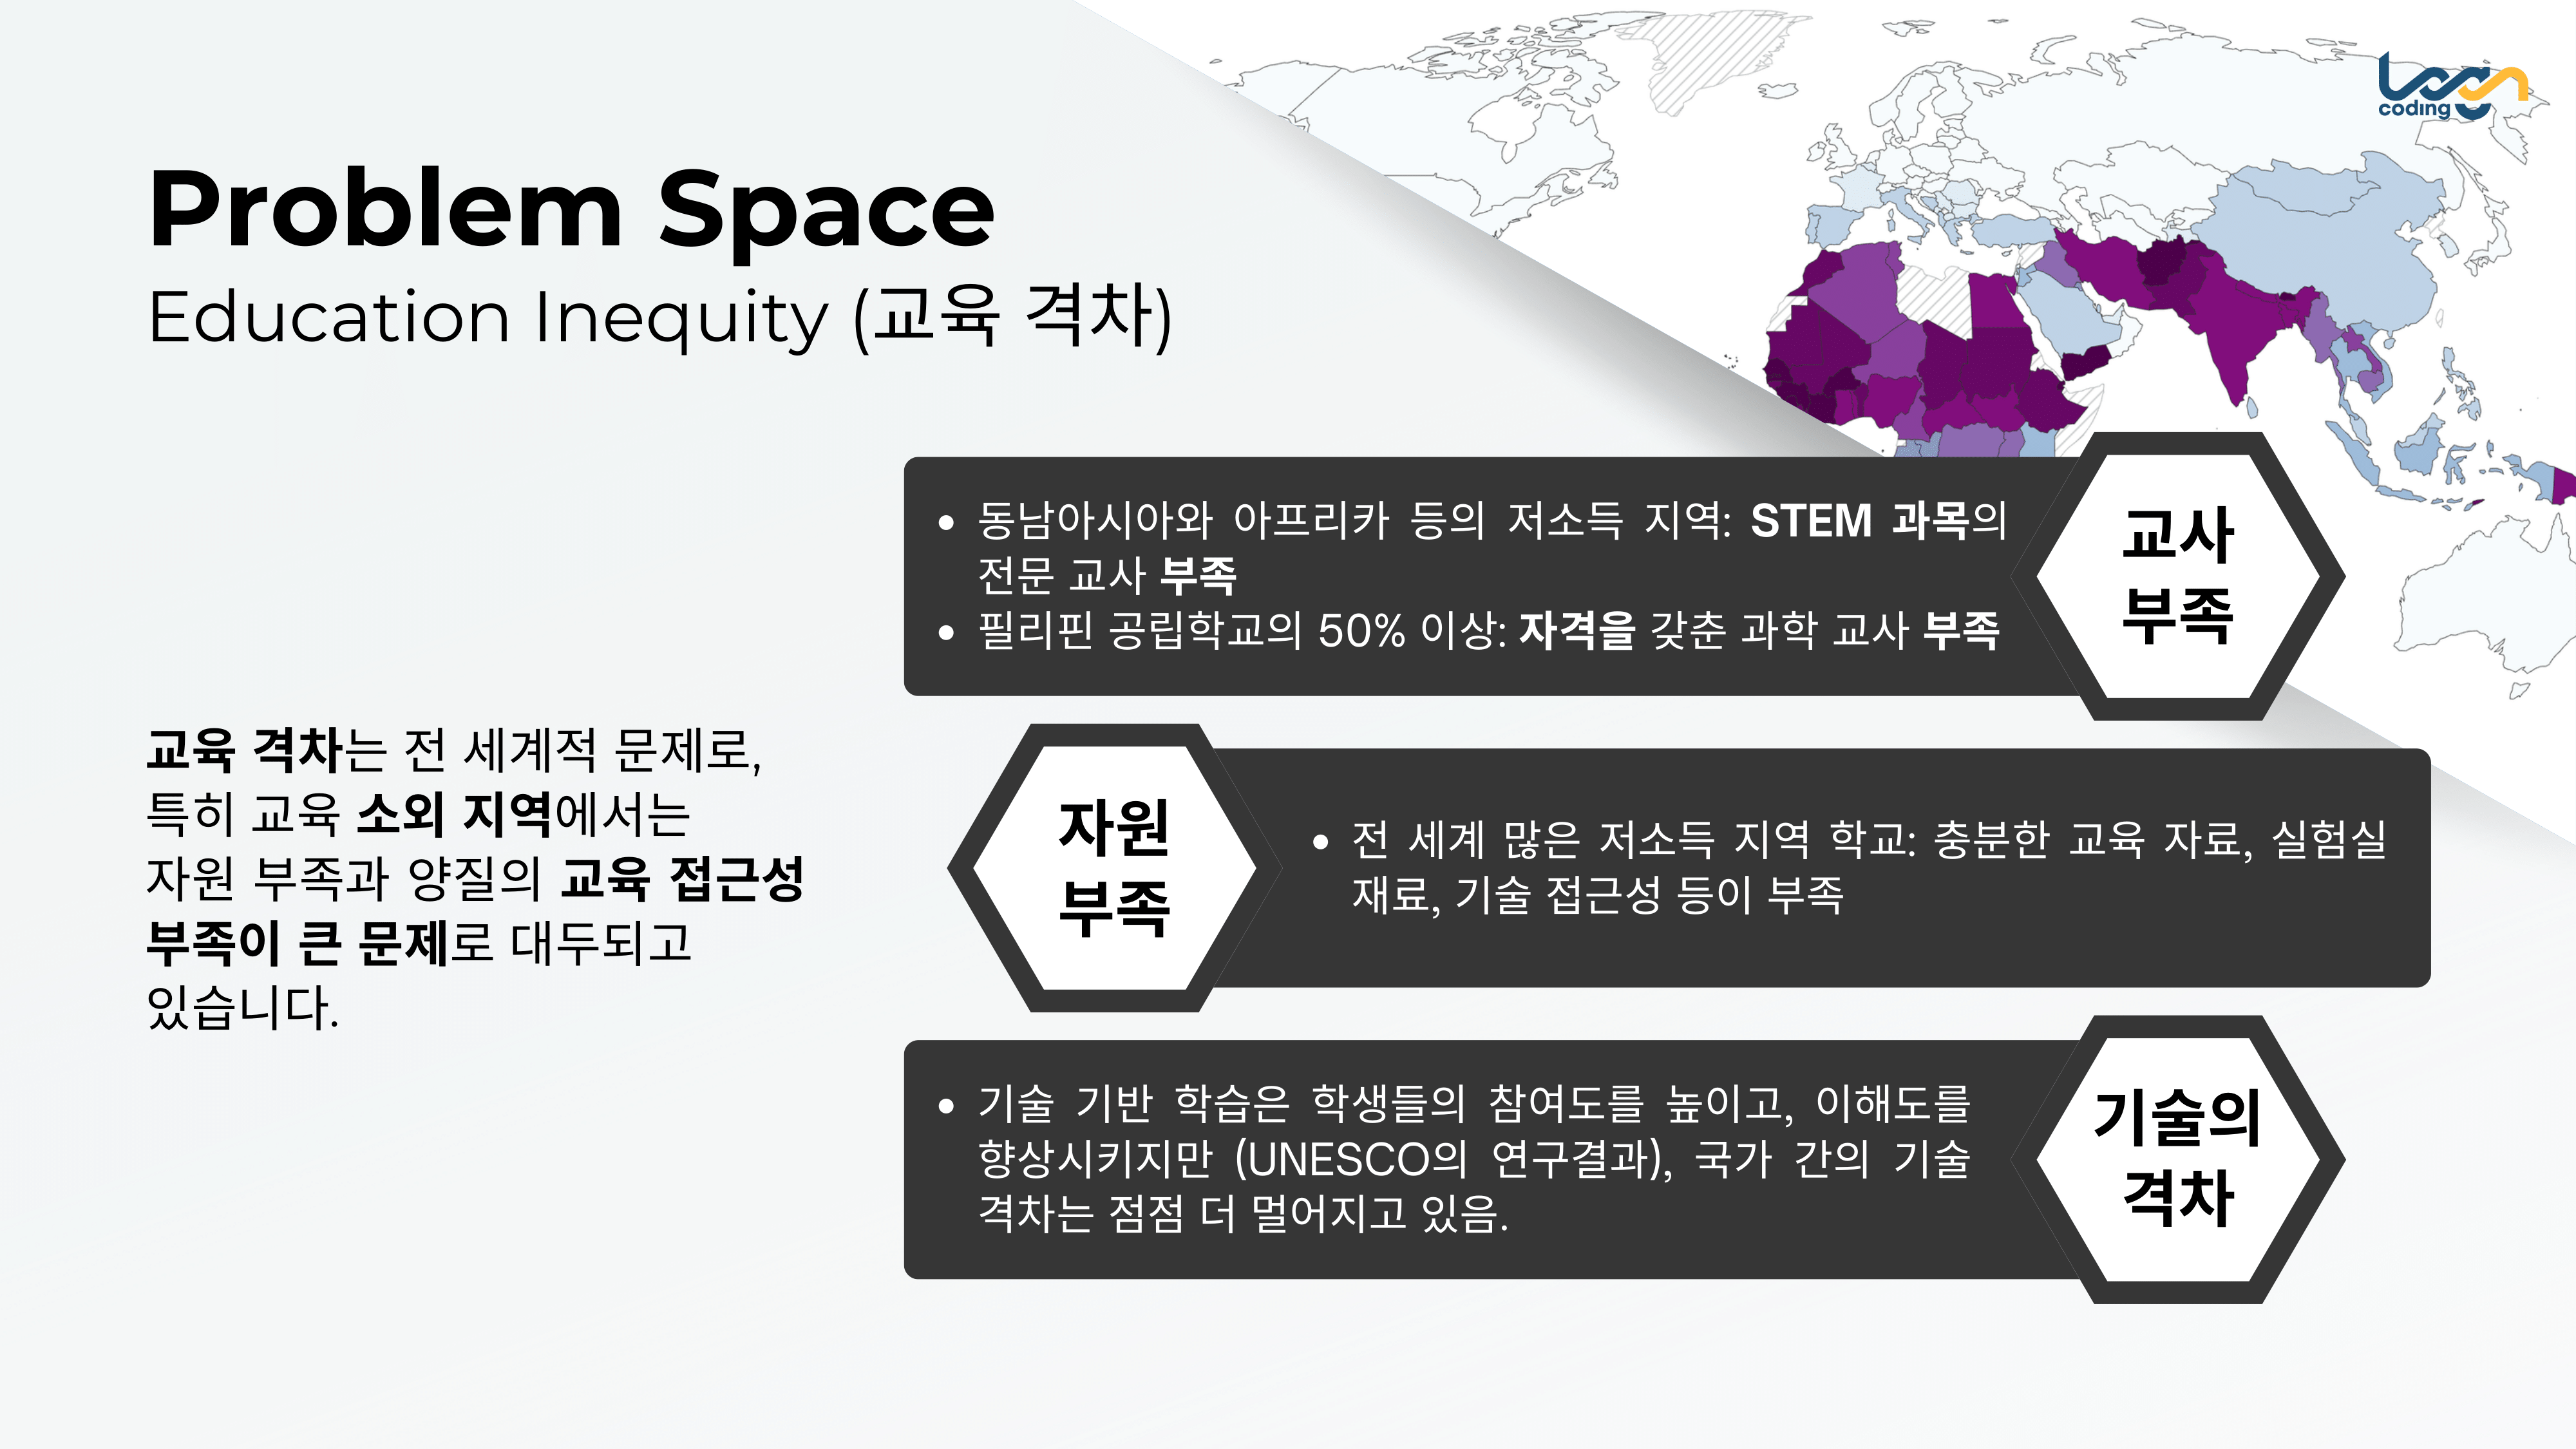 Problem Space
Education Inequity (교육 격차)
coding
교육 격차는 전 세계적 문제로,
특히 교육 소외 지역에서는
자원 부족과 양질의 교육 접근성
부족이 큰 문제로 대두되고
있습니다.
• 동남아시아와 아프리카 등의 저소득 지역: STEM 과목의
전문 교사 부족
• 필리핀 공립학교의 50% 이상: 자격을 갖춘 과학 교사 부족
교사
부족
자원
부족
• 전 세계 많은 저소득 지역 학교: 충분한 교육 자료, 실험실
재료, 기술 접근성 등이 부족
• 기술 기반 학습은 학생들의 참여도를 높이고, 이해도를
향상시키지만 (UNESCO의 연구결과), 국가 간의 기술
격차는 점점 더 멀어지고 있음.
기술의
격차